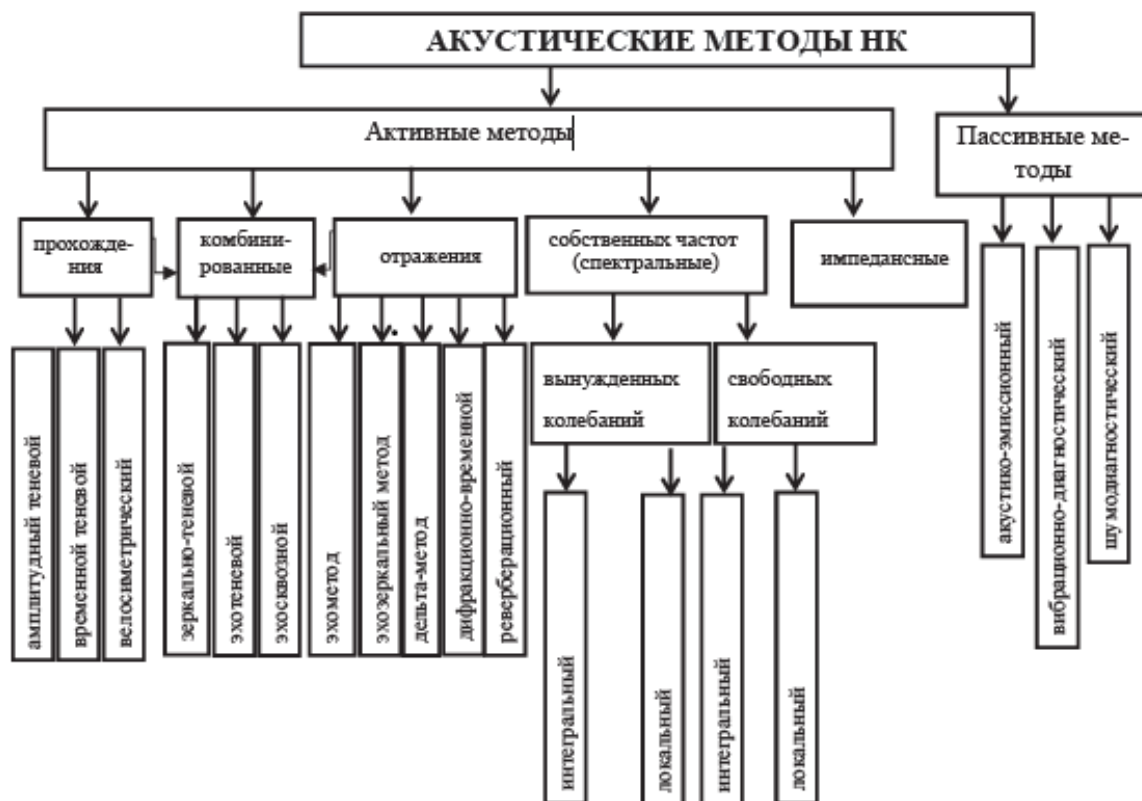 АКУСТИЧЕСКИЕ МЕТОДЫ НК
Активные методы
Пассивные ме-
тоды
прохожде-
ния
комбини-
рованные
отражения
собственных частот
(спектральные)
импедансные
амплитудный теневой
временной теневой
велосиметрический
зеркально-теневой
эхотеневой
эхосквозной
эхометод
эхозеркальный метод
дельта-метод
дифракционно-временной
реверберационный
вынужденных
колебаний
свободных
колебаний
интегральный
локальный
интегральный
локальный
акустико-эмиссионный
вибрационно-диагностический
шумодиагностический